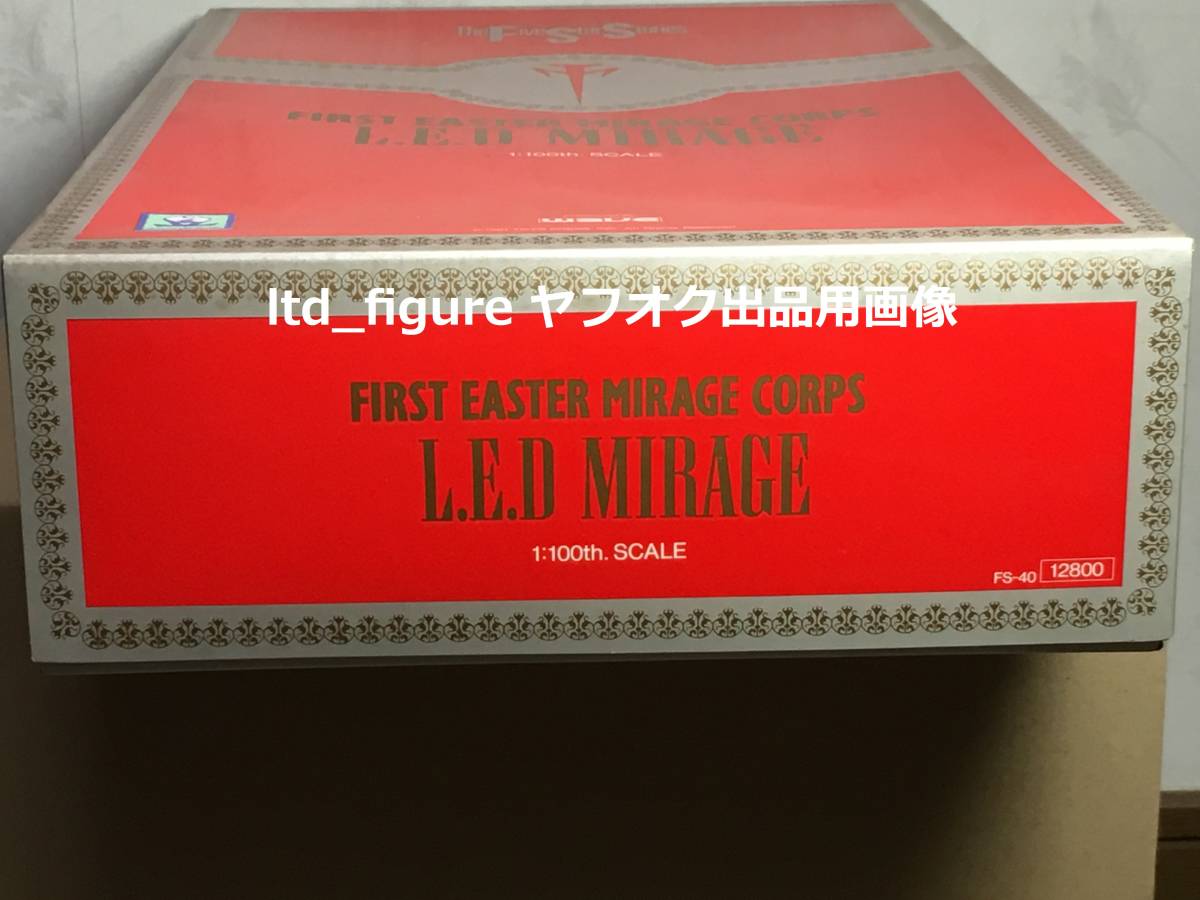 The Five Star Stories
FIRST EASTER MIRAGE CORPS
L.E.D MIRAGE
1:100th. SCALE
WAVE
ltd_figure ヤフオク出品用画像
FIRST EASTER MIRAGE CORPS
L.E.D MIRAGE
1:100th. SCALE
FS-40 12800